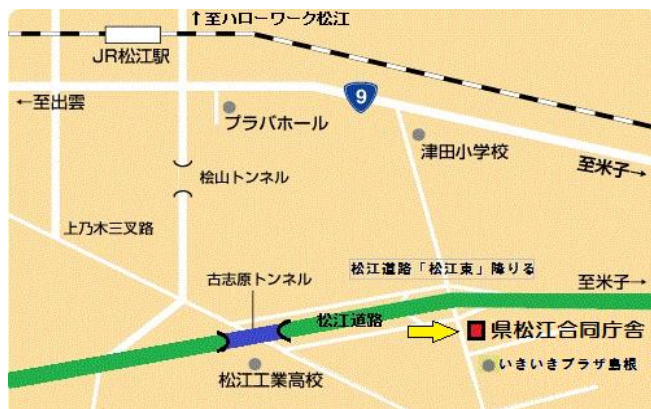 ↑至ハローワーク松江
JR松江駅
9
←至出雲
プラバホール
津田小学校
至米子→
桧山トンネル
上乃木三叉路
松江道路「松江東」降りる
古志原トンネル
至米子→
松江道路
県松江合同庁舎
いきいきプラザ島根
松江工業高校